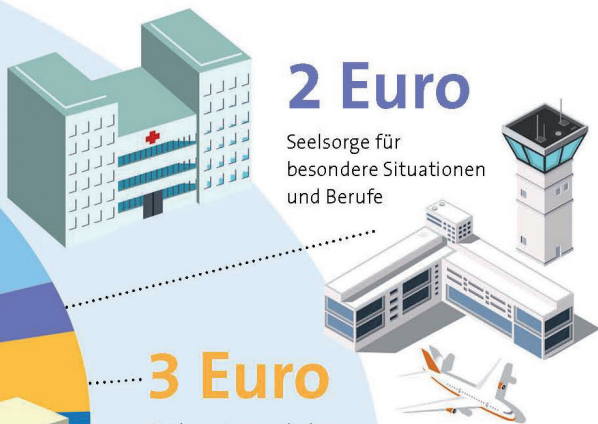 2 Euro
Seelsorge für
besondere Situationen
und Berufe
3 Euro